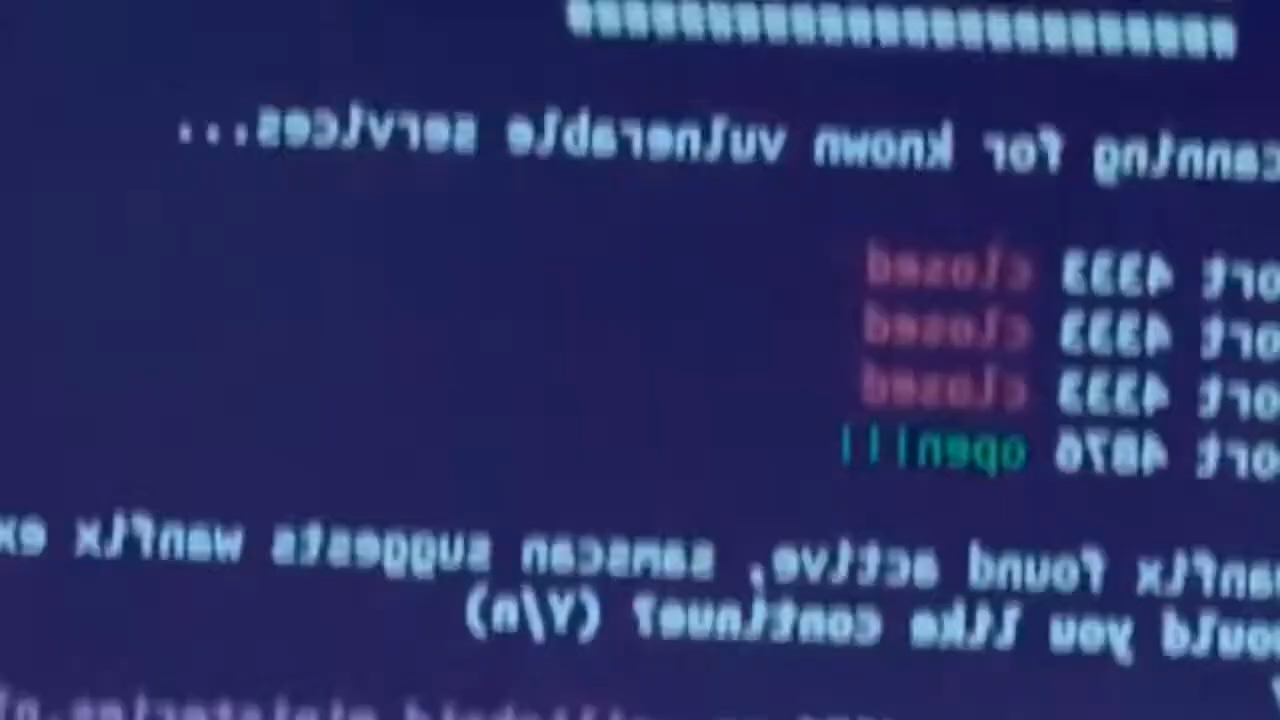 ########################
canning for known vulnerable services...
ort 4333 closed
ort 4333 closed
ort 4333 closed
ort 4876 open!!!
anfix found active, samscan suggests wanfix ex
ould you like continue? (Y/n)